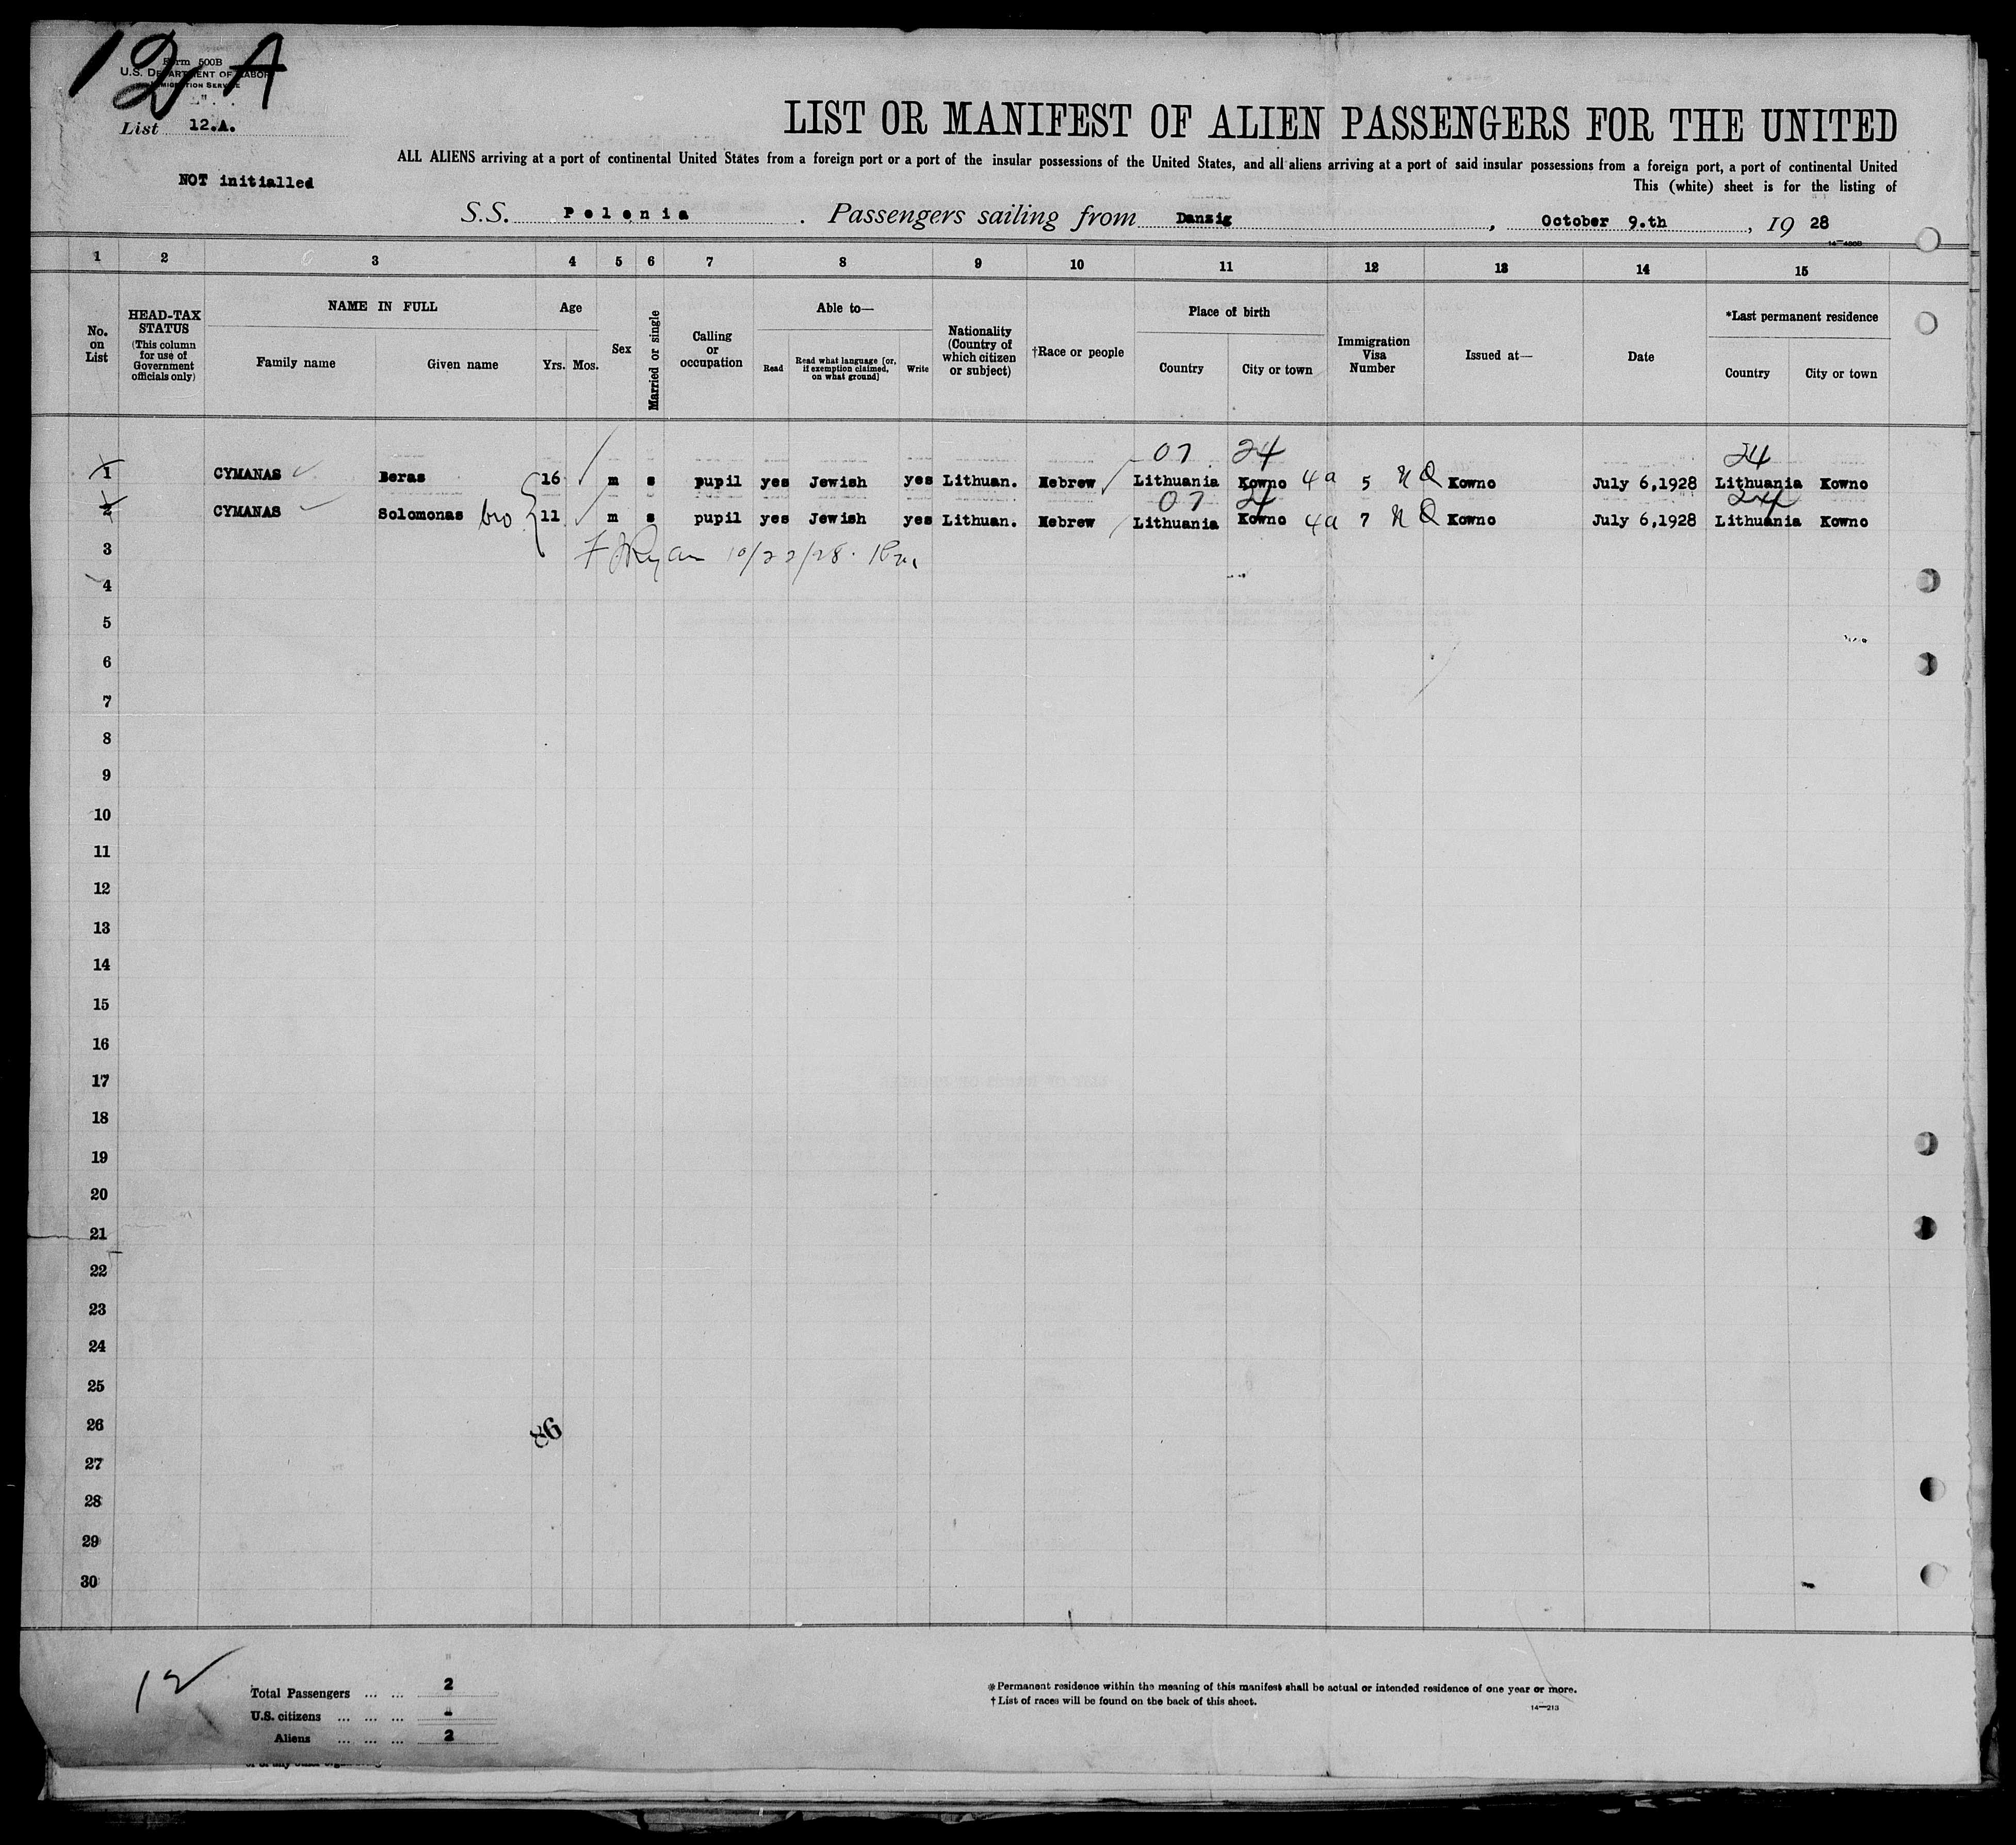 12 A
Form 500B
U.S. DEPARTMENT OF LABOR
IMMIGRATION SERVICE
List 12.A.
NOT initialled
LIST OR MANIFEST OF ALIEN PASSENGERS FOR THE UNITED
ALL ALIENS arriving at a port of continental United States from a foreign port or a port of the insular possessions of the United States, and all aliens arriving at a port of said insular possessions from a foreign port, a port of continental United
This (white) sheet is for the listing of
S.S. Polonia. Passengers sailing from Danzig, October 9.th, 19 28
1 2 3 4 5 6 7 8 9 10 11 12 13 14 15
No. on List
HEAD-TAX STATUS (This column for use of Government officials only)
NAME IN FULL
Family name Given name
Age
Yrs. Mos.
Sex
Married or single
Calling or occupation
Able to—
Read
Read what language [or, if exemption claimed, on what ground]
Write
Nationality (Country of which citizen or subject)
†Race or people
Place of birth
Country City or town
Immigration Visa Number
Issued at—
Date
*Last permanent residence
Country City or town
07 24 24
1 CYMANAS Beras 16 m s pupil yes Jewish yes Lithuan. Hebrew Lithuania Kowno 4a 5 NQ Kowno July 6,1928 Lithuania Kowno
07 24 24
2 CYMANAS Solomonas bro 11 m s pupil yes Jewish yes Lithuan. Hebrew Lithuania Kowno 4a 7 NQ Kowno July 6,1928 Lithuania Kowno
3 F J Ryan 10/22/28.
4
5
6
7
8
9
10
11
12
13
14
15
16
17
18
19
20
21
22
23
24
25
26
86
27
28
29
30
12
Total Passengers ... ... 2
U.S. citizens ... ... ... -
Aliens ... ... ... 2
*Permanent residence within the meaning of this manifest shall be actual or intended residence of one year or more.
†List of races will be found on the back of this sheet.
14—213